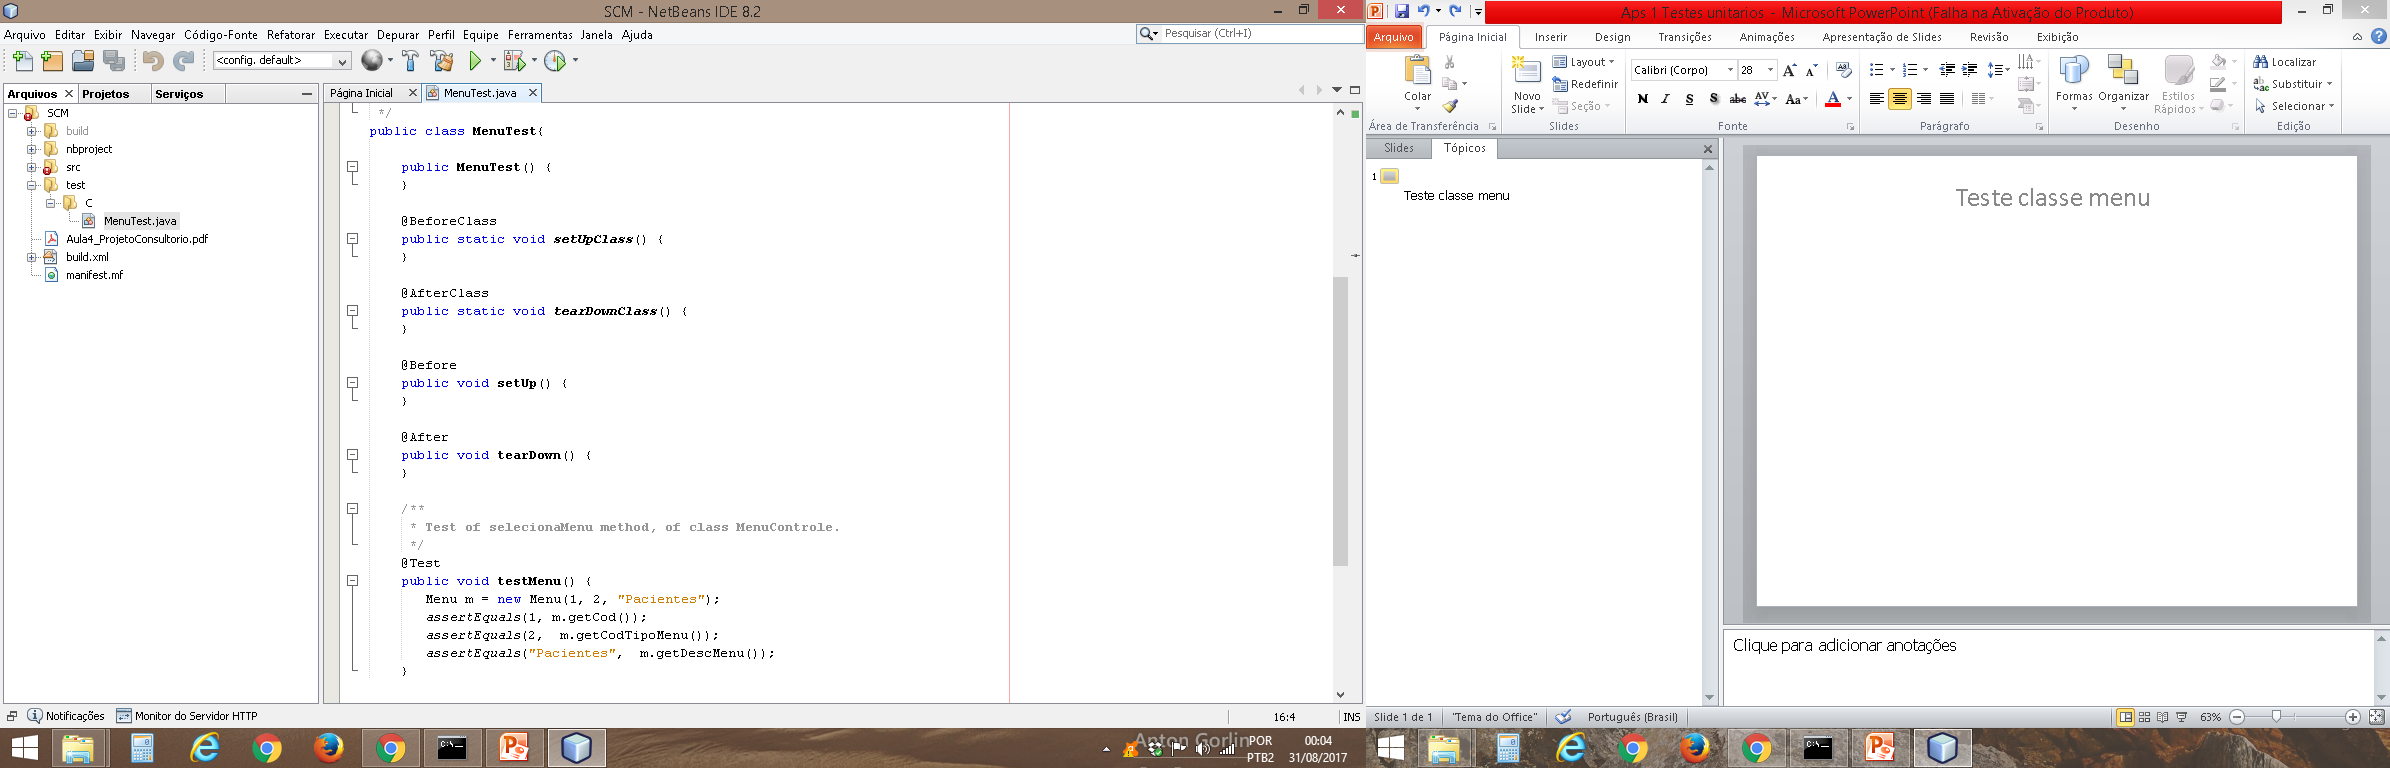 SCM - NetBeans IDE 8.2
Arquivo Editar Exibir Navegar Código-Fonte Refatorar Executar Depurar Perfil Equipe Ferramentas Janela Ajuda
Pesquisar (Ctrl+I)
<config. default>
Arquivos Projetos Serviços
SCM
build
nbproject
src
test
C
MenuTest.java
Aula4_ProjetoConsultorio.pdf
build.xml
manifest.mf
Página Inicial MenuTest.java
*/
public class MenuTest{
public MenuTest() {
}
@BeforeClass
public static void setUpClass() {
}
@AfterClass
public static void tearDownClass() {
}
@Before
public void setUp() {
}
@After
public void tearDown() {
}
/**
* Test of selecionaMenu method, of class MenuControle.
*/
@Test
public void testMenu() {
Menu m = new Menu(1, 2, "Pacientes");
assertEquals(1, m.getCod());
assertEquals(2,  m.getCodTipoMenu());
assertEquals("Pacientes",  m.getDescMenu());
}
Notificações Monitor do Servidor HTTP
16:4 INS
Anton Gorlin
POR 00:04
PTB2 31/08/2017
Aps 1 Testes unitarios - Microsoft PowerPoint (Falha na Ativação do Produto)
Arquivo Página Inicial Inserir Design Transições Animações Apresentação de Slides Revisão Exibição
Colar
Área de Transferência
Novo
Slide
Layout
Redefinir
Seção
Slides
Calibri (Corpo) 28
N I S S abc AV Aa A
Fonte
Parágrafo
Formas Organizar Estilos
Rápidos
Desenho
Localizar
Substituir
Selecionar
Edição
Slides Tópicos
1
Teste classe menu
Teste classe menu
Clique para adicionar anotações
Slide 1 de 1 "Tema do Office" Português (Brasil) 63%